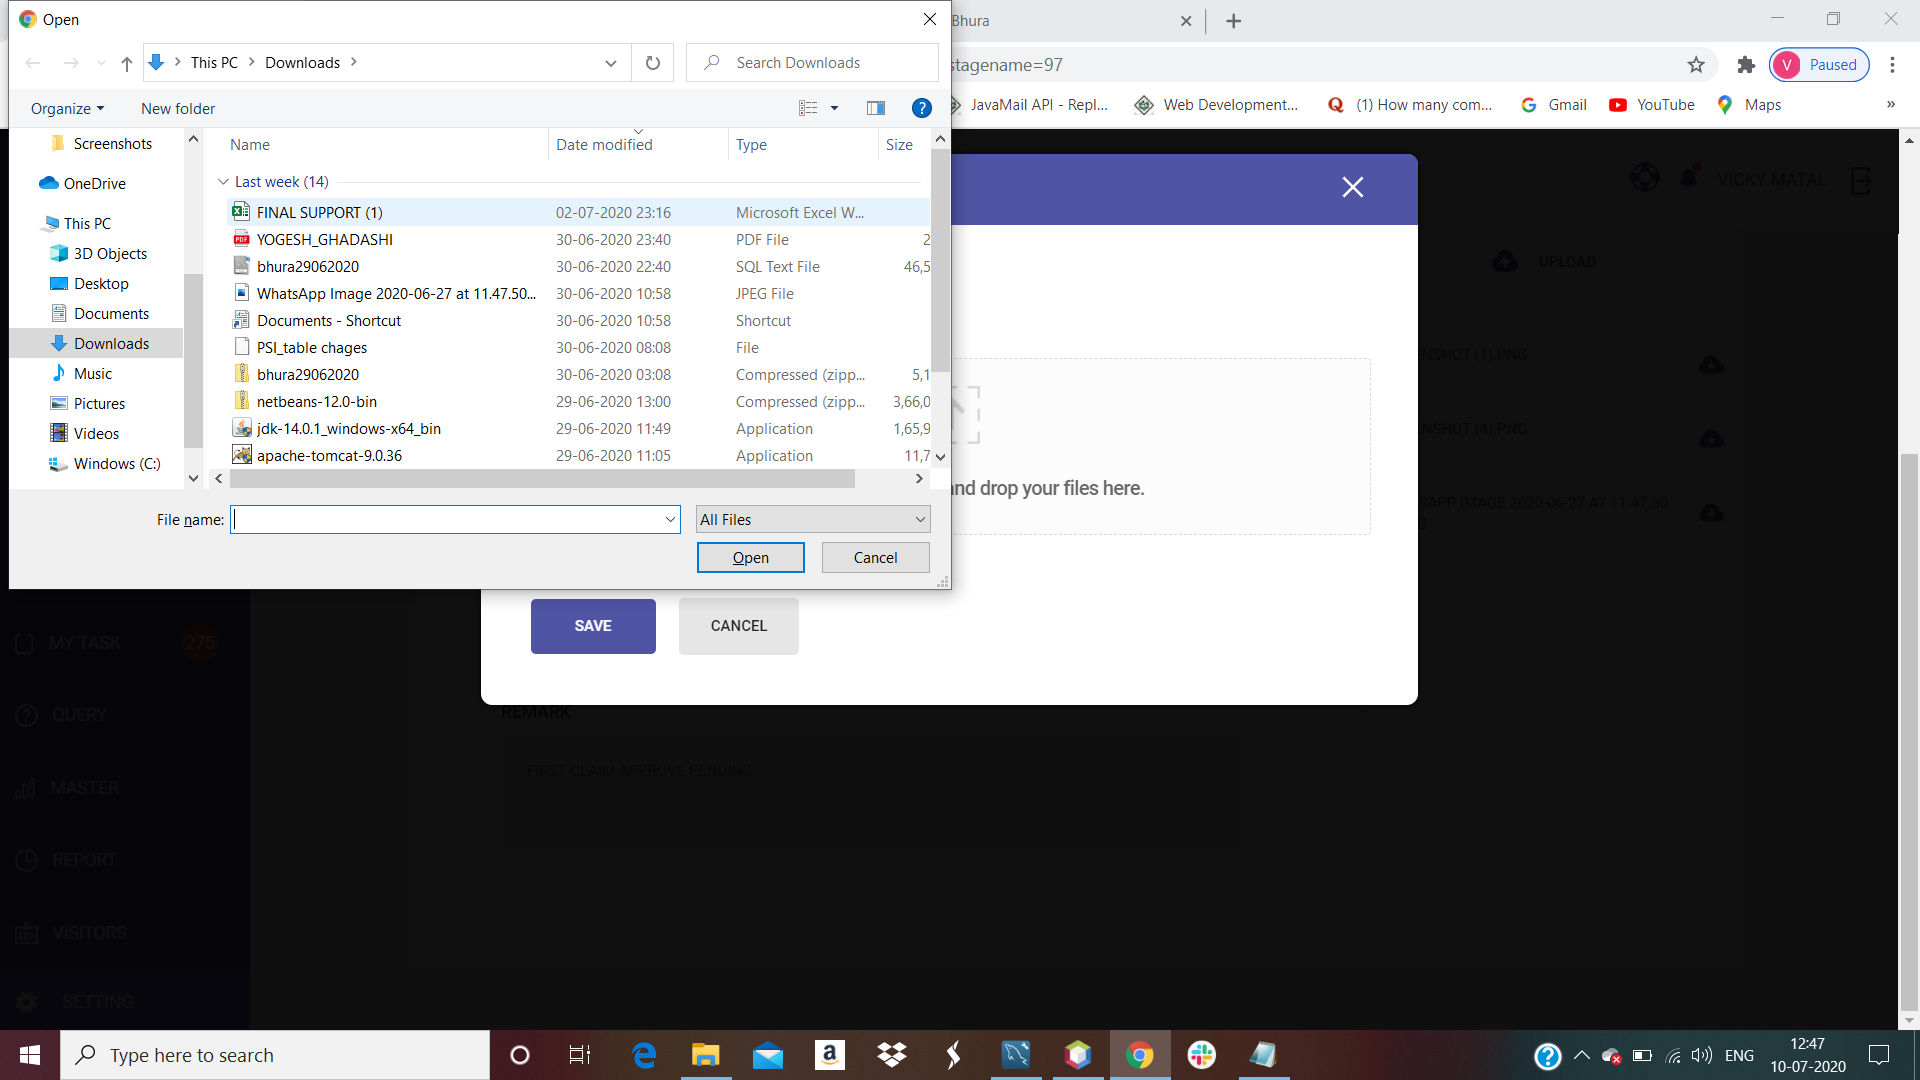 Open
Bhura
This PC
Downloads
Search Downloads
stagename=97
V
Paused
Organize
New folder
JavaMail API - Repl...
Web Development...
(1) How many com...
Gmail
YouTube
Maps
»
Screenshots
OneDrive
This PC
3D Objects
Desktop
Documents
Downloads
Music
Pictures
Videos
Windows (C:)
Name Date modified Type Size
Last week (14)
FINAL SUPPORT (1) 02-07-2020 23:16 Microsoft Excel W...
YOGESH_GHADASHI 30-06-2020 23:40 PDF File 2
bhura29062020 30-06-2020 22:40 SQL Text File 46,5
WhatsApp Image 2020-06-27 at 11.47.50... 30-06-2020 10:58 JPEG File
Documents - Shortcut 30-06-2020 10:58 Shortcut
PSI_table chages 30-06-2020 08:08 File
bhura29062020 30-06-2020 03:08 Compressed (zipp... 5,1
netbeans-12.0-bin 29-06-2020 13:00 Compressed (zipp... 3,66,0
jdk-14.0.1_windows-x64_bin 29-06-2020 11:49 Application 1,65,9
apache-tomcat-9.0.36 29-06-2020 11:05 Application 11,7
File name:
All Files
Open
Cancel
VICKY MATAL
UPLOAD
NSHOT (1).PNG
NSHOT (4).PNG
SAPP IMAGE 2020-06-27 AT 11.47.50
and drop your files here.
SAVE
CANCEL
REMARK
FIRST CLAIM APPROVE PENDING
MY TASK
275
QUERY
MASTER
REPORT
VISITORS
SETTING
Type here to search
ENG
12:47
10-07-2020